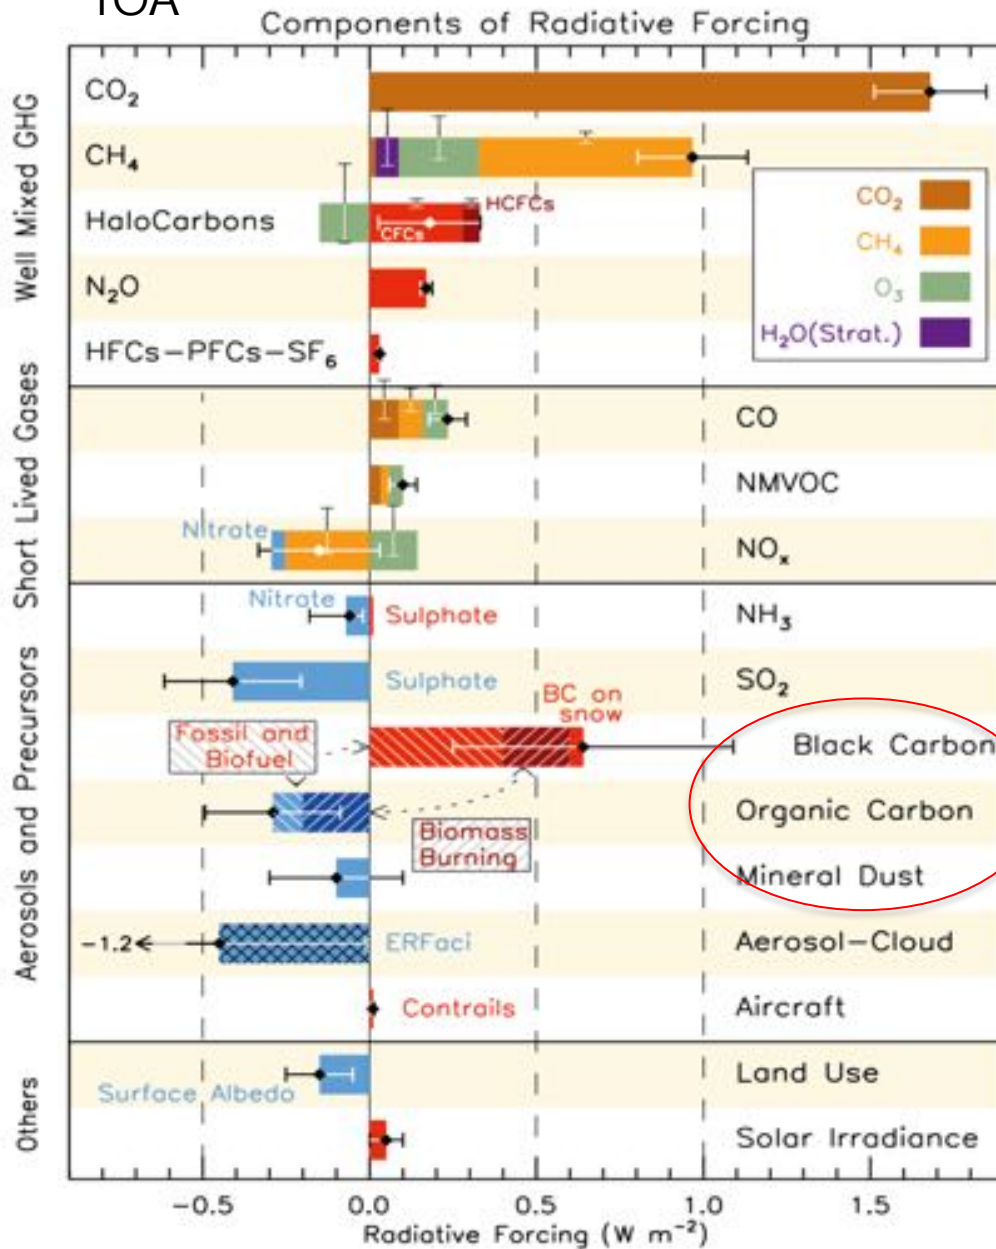 TOA
Components of Radiative Forcing
Well Mixed GHG
CO₂
CH₄
HaloCarbons
HCFCs
CFCs
N₂O
HFCs-PFCs-SF₆
CO₂
CH₄
O₃
H₂O(Strat.)
Short Lived Gases
CO
NMVOC
Nitrate
NOₓ
Aerosols and Precursors
Nitrate
Sulphate
NH₃
Sulphate
SO₂
BC on
snow
Fossil and
Biofuel
Black Carbon
Organic Carbon
Biomass
Burning
Mineral Dust
-1.2
ERFaci
Aerosol-Cloud
Contrails
Aircraft
Others
Surface Albedo
Land Use
Solar Irradiance
-0.5 0.0 0.5 1.0 1.5
Radiative Forcing (W m⁻²)